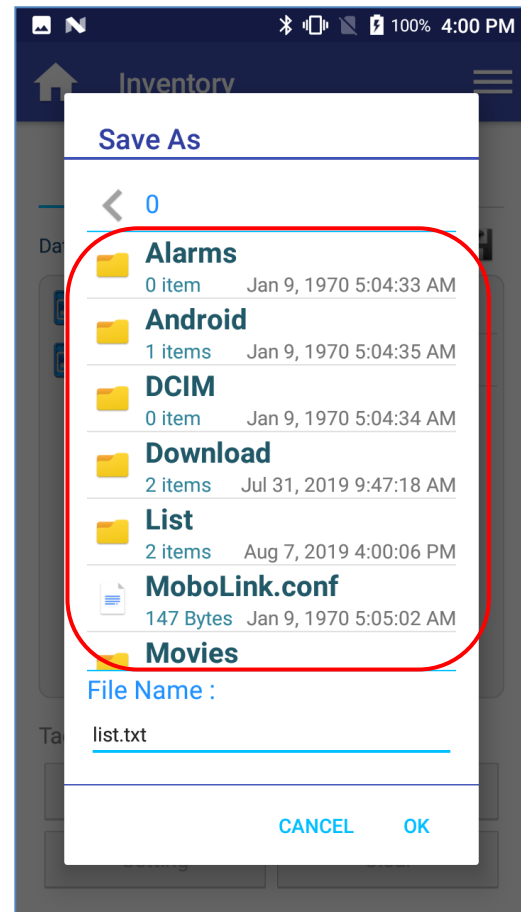 100% 4:00 PM
Inventory
Save As
0
Alarms
0 item Jan 9, 1970 5:04:33 AM
Android
1 items Jan 9, 1970 5:04:35 AM
DCIM
0 item Jan 9, 1970 5:04:34 AM
Download
2 items Jul 31, 2019 9:47:18 AM
List
2 items Aug 7, 2019 4:00:06 PM
MoboLink.conf
147 Bytes Jan 9, 1970 5:05:02 AM
Movies
File Name :
list.txt
CANCEL OK